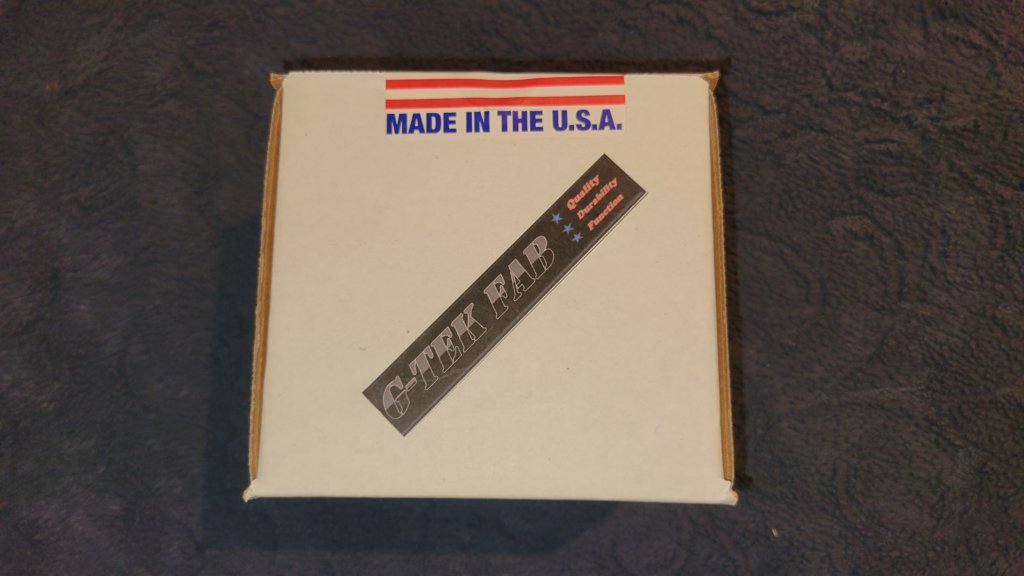 MADE IN THE U.S.A.
G-TEK FAB
Quality
Durability
Function